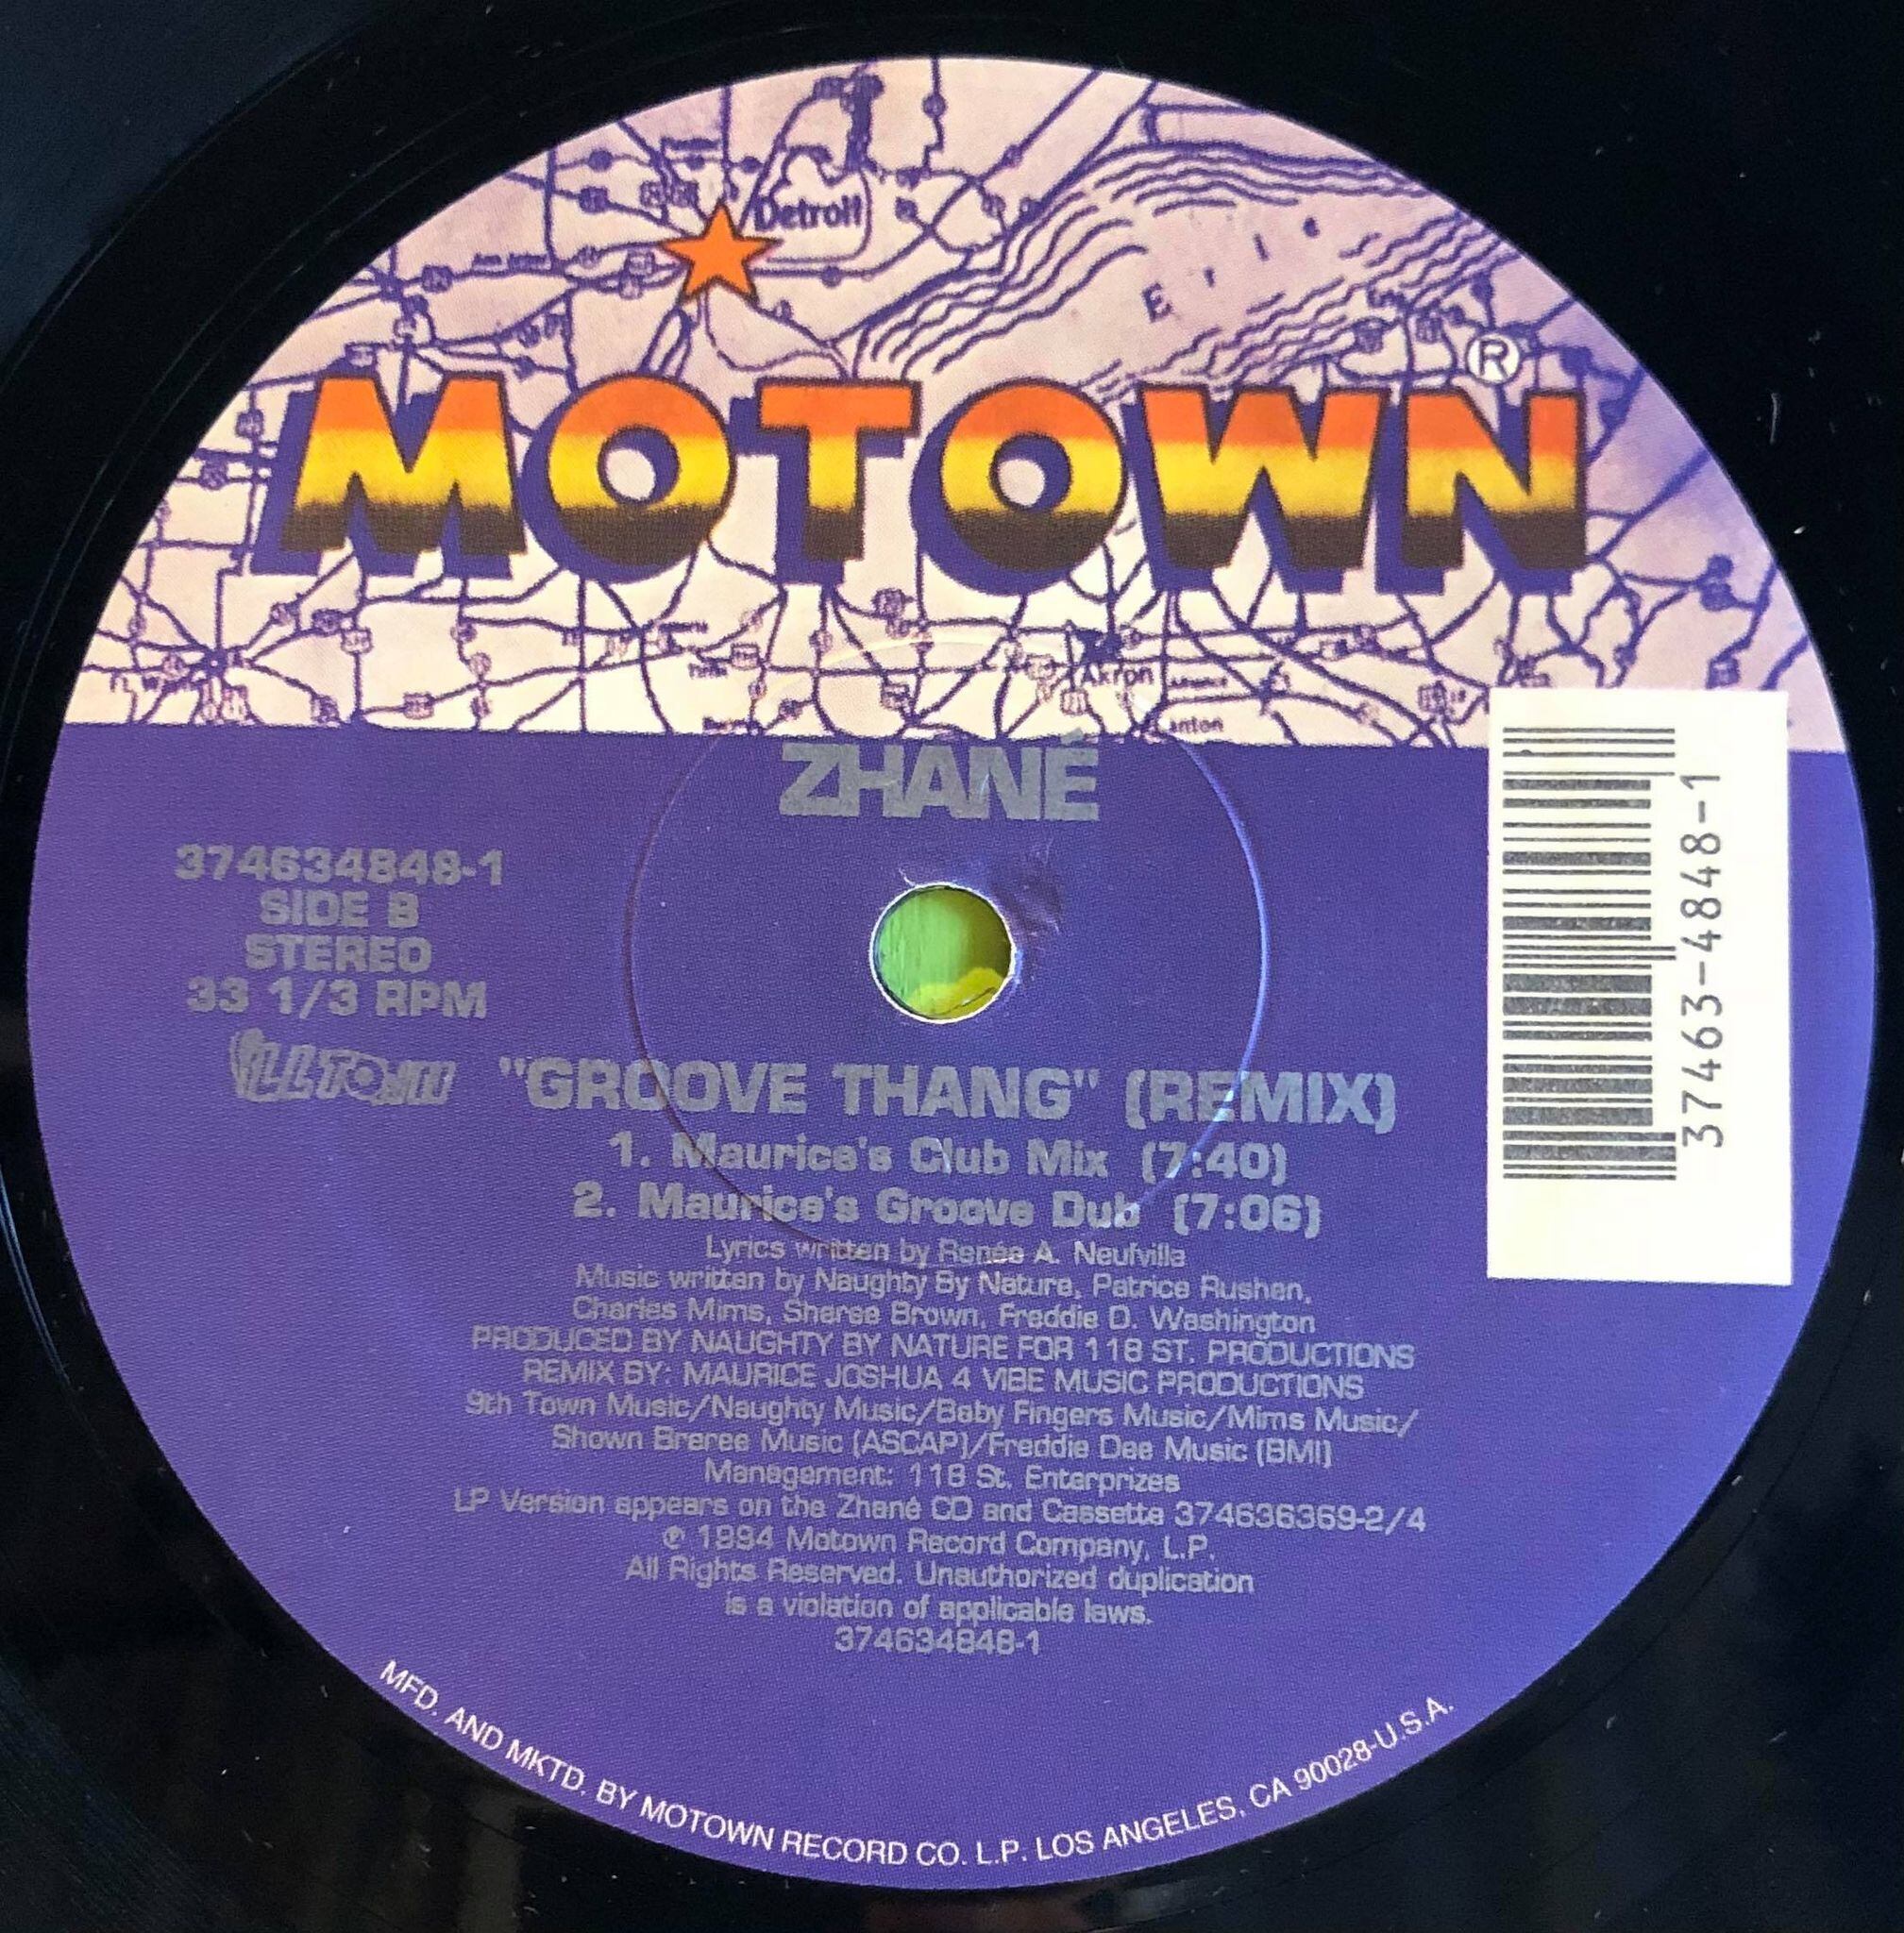 Detroit
Ann Arbor
E r i e
Erie
®
MOTOWN
Akron
Canton
ZHANÉ
374634848-1
SIDE B
STEREO
33 1/3 RPM
ILLTOWN
"GROOVE THANG" (REMIX)
1. Maurice's Club Mix (7:40)
2. Maurice's Groove Dub (7:06)
Lyrics written by Renée A. Neufville
Music written by Naughty By Nature, Patrice Rushen,
Charles Mims, Sheree Brown, Freddie D. Washington
PRODUCED BY NAUGHTY BY NATURE FOR 118 ST. PRODUCTIONS
REMIX BY: MAURICE JOSHUA 4 VIBE MUSIC PRODUCTIONS
9th Town Music/Naughty Music/Baby Fingers Music/Mims Music/
Shown Breree Music (ASCAP)/Freddie Dee Music (BMI)
Management: 118 St. Enterprizes
LP Version appears on the Zhané CD and Cassette 374636369-2/4
℗ 1994 Motown Record Company, L.P.
All Rights Reserved. Unauthorized duplication
is a violation of applicable laws.
374634848-1
37463-4848-1
MFD. AND MKTD. BY MOTOWN RECORD CO. L.P. LOS ANGELES, CA 90028-U.S.A.